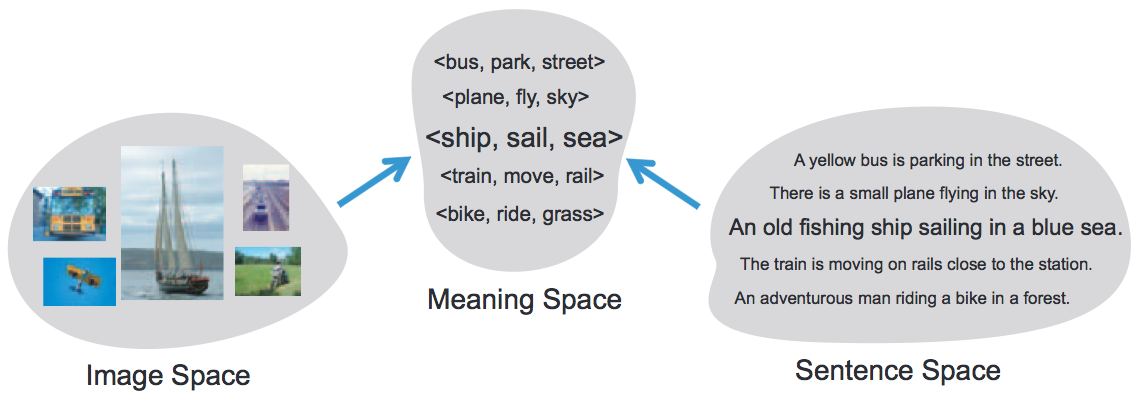 <bus, park, street>
<plane, fly, sky>
<ship, sail, sea>
<train, move, rail>
<bike, ride, grass>
Meaning Space
Image Space
A yellow bus is parking in the street.
There is a small plane flying in the sky.
An old fishing ship sailing in a blue sea.
The train is moving on rails close to the station.
An adventurous man riding a bike in a forest.
Sentence Space